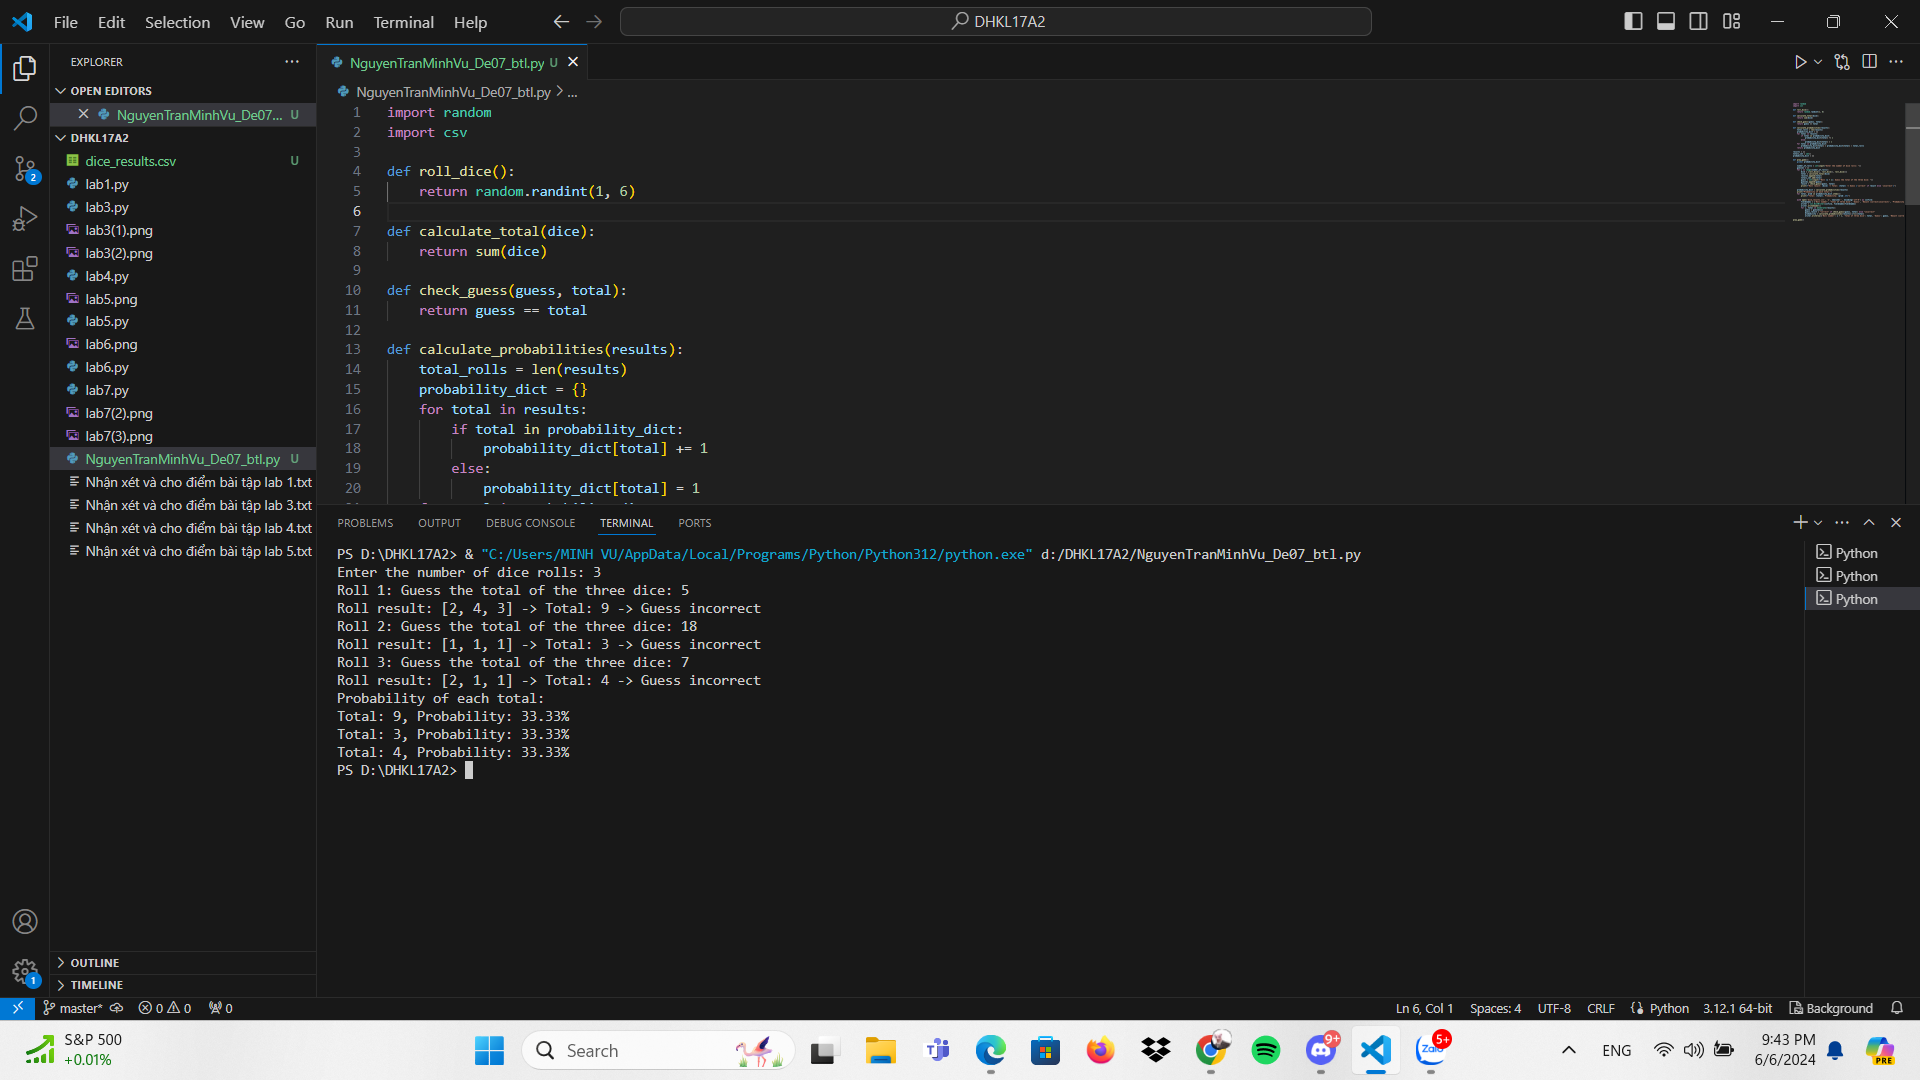 File Edit Selection View Go Run Terminal Help
DHKL17A2
EXPLORER
OPEN EDITORS
NguyenTranMinhVu_De07... U
DHKL17A2
dice_results.csv U
lab1.py
lab3.py
lab3(1).png
lab3(2).png
lab4.py
lab5.png
lab5.py
lab6.png
lab6.py
lab7.py
lab7(2).png
lab7(3).png
NguyenTranMinhVu_De07_btl.py U
Nhận xét và cho điểm bài tập lab 1.txt
Nhận xét và cho điểm bài tập lab 3.txt
Nhận xét và cho điểm bài tập lab 4.txt
Nhận xét và cho điểm bài tập lab 5.txt
OUTLINE
TIMELINE
2
1
NguyenTranMinhVu_De07_btl.py U
NguyenTranMinhVu_De07_btl.py > ...
1 import random
2 import csv
3
4 def roll_dice():
5     return random.randint(1, 6)
6
7 def calculate_total(dice):
8     return sum(dice)
9
10 def check_guess(guess, total):
11     return guess == total
12
13 def calculate_probabilities(results):
14     total_rolls = len(results)
15     probability_dict = {}
16     for total in results:
17         if total in probability_dict:
18             probability_dict[total] += 1
19         else:
20             probability_dict[total] = 1
PROBLEMS OUTPUT DEBUG CONSOLE TERMINAL PORTS
PS D:\DHKL17A2> & "C:/Users/MINH VU/AppData/Local/Programs/Python/Python312/python.exe" d:/DHKL17A2/NguyenTranMinhVu_De07_btl.py
Enter the number of dice rolls: 3
Roll 1: Guess the total of the three dice: 5
Roll result: [2, 4, 3] -> Total: 9 -> Guess incorrect
Roll 2: Guess the total of the three dice: 18
Roll result: [1, 1, 1] -> Total: 3 -> Guess incorrect
Roll 3: Guess the total of the three dice: 7
Roll result: [2, 1, 1] -> Total: 4 -> Guess incorrect
Probability of each total:
Total: 9, Probability: 33.33%
Total: 3, Probability: 33.33%
Total: 4, Probability: 33.33%
PS D:\DHKL17A2>
Python
Python
Python
master* 0 0 0
Ln 6, Col 1 Spaces: 4 UTF-8 CRLF Python 3.12.1 64-bit Background
S&P 500
+0.01%
Search
9+
Zalo
5+
ENG
9:43 PM
6/6/2024
PRE